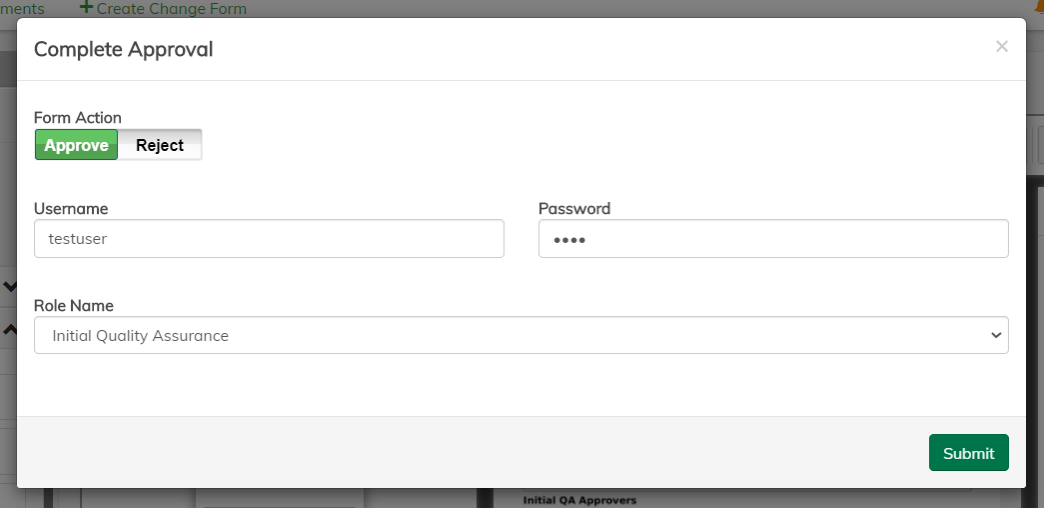 ments + Create Change Form
Complete Approval ×
Form Action
Approve Reject
Username Password
testuser ••••
Role Name
Initial Quality Assurance
Submit
Initial QA Approvers